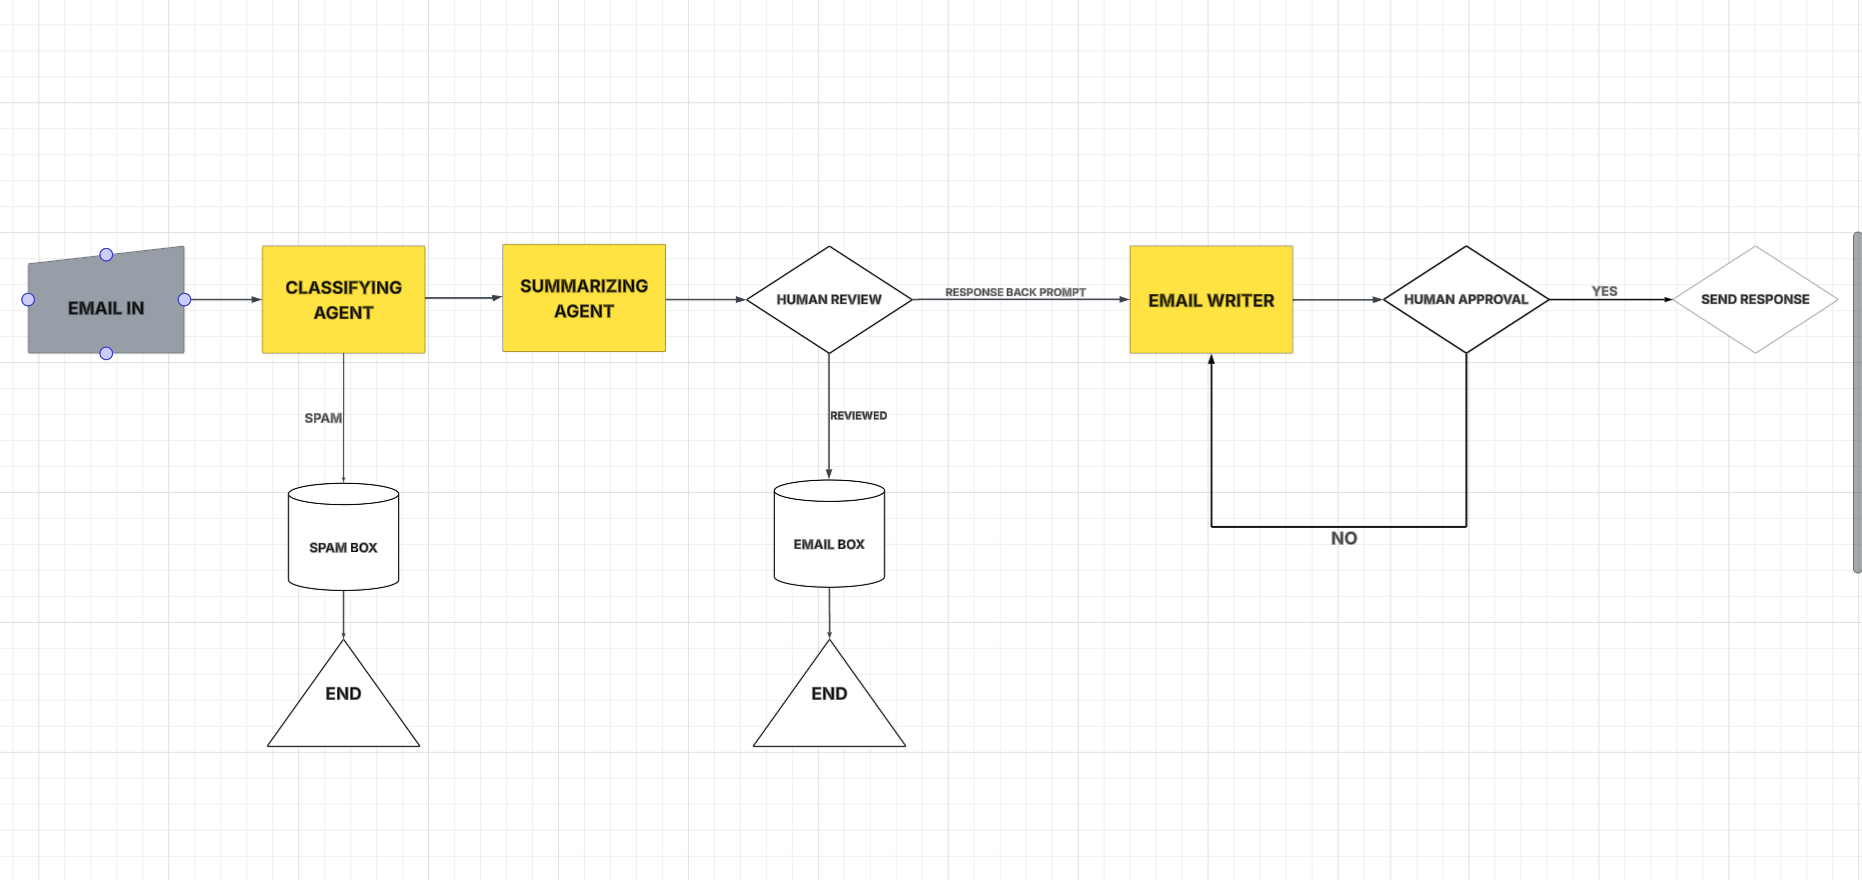 EMAIL IN
CLASSIFYING
AGENT
SUMMARIZING
AGENT
HUMAN REVIEW
RESPONSE BACK PROMPT
EMAIL WRITER
HUMAN APPROVAL
YES
SEND RESPONSE
SPAM
REVIEWED
SPAM BOX
EMAIL BOX
NO
END
END